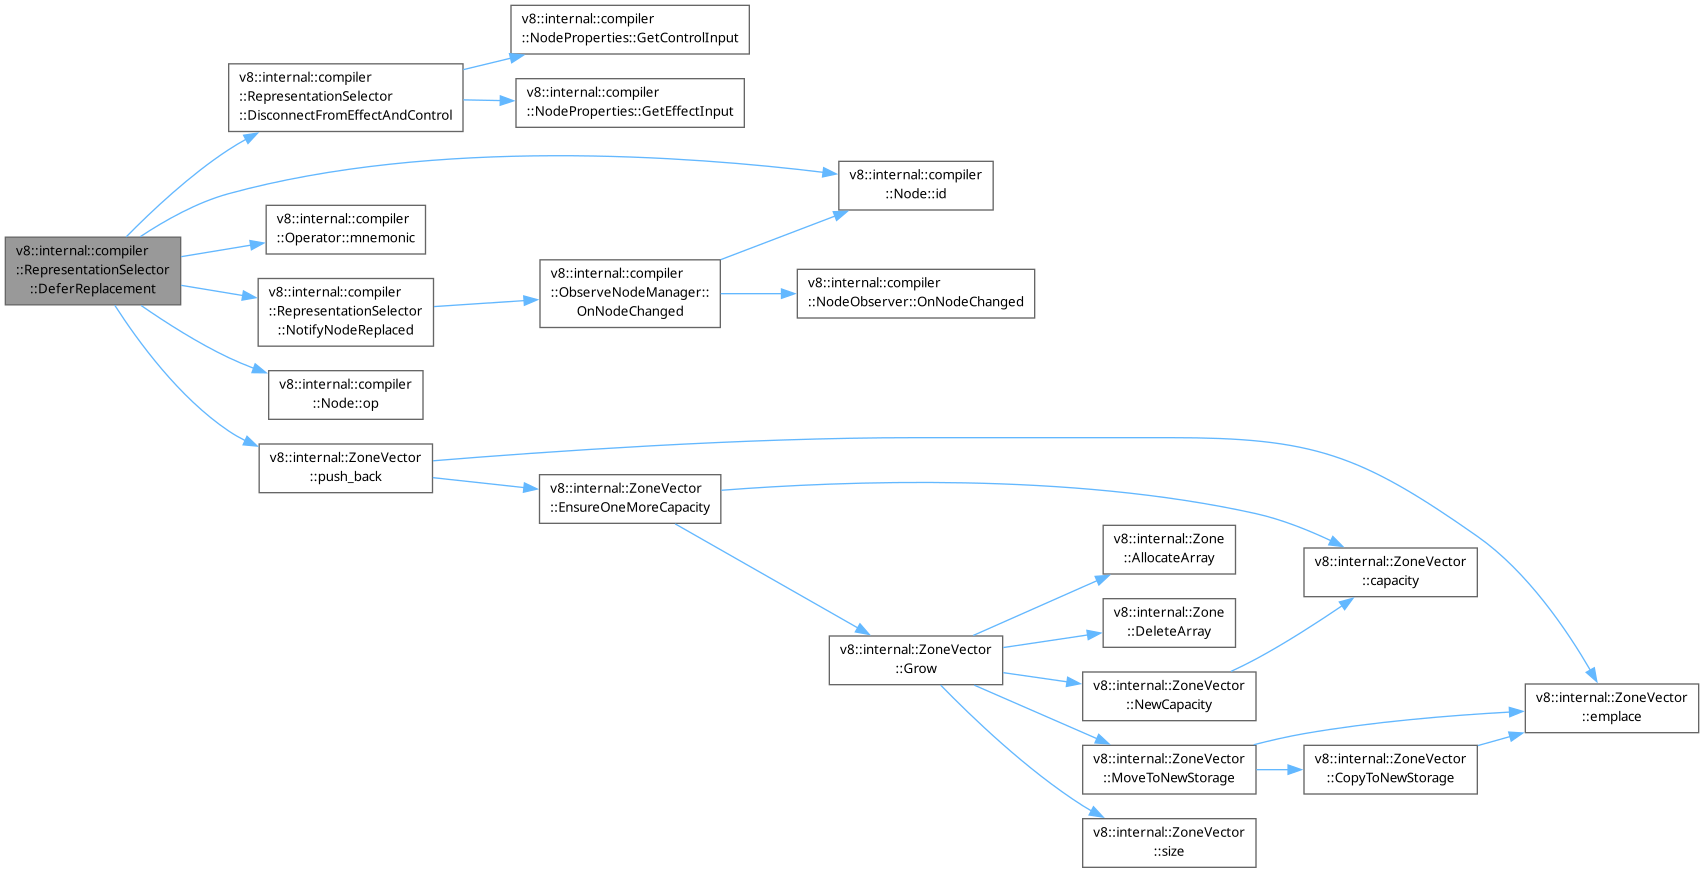 v8::internal::compiler
::NodeProperties::GetControlInput
v8::internal::compiler
::RepresentationSelector
::DisconnectFromEffectAndControl
v8::internal::compiler
::NodeProperties::GetEffectInput
v8::internal::compiler
::Node::id
v8::internal::compiler
::Operator::mnemonic
v8::internal::compiler
::RepresentationSelector
::DeferReplacement
v8::internal::compiler
::RepresentationSelector
::NotifyNodeReplaced
v8::internal::compiler
::ObserveNodeManager::
OnNodeChanged
v8::internal::compiler
::NodeObserver::OnNodeChanged
v8::internal::compiler
::Node::op
v8::internal::ZoneVector
::push_back
v8::internal::ZoneVector
::EnsureOneMoreCapacity
v8::internal::Zone
::AllocateArray
v8::internal::ZoneVector
::capacity
v8::internal::Zone
::DeleteArray
v8::internal::ZoneVector
::Grow
v8::internal::ZoneVector
::NewCapacity
v8::internal::ZoneVector
::emplace
v8::internal::ZoneVector
::MoveToNewStorage
v8::internal::ZoneVector
::CopyToNewStorage
v8::internal::ZoneVector
::size